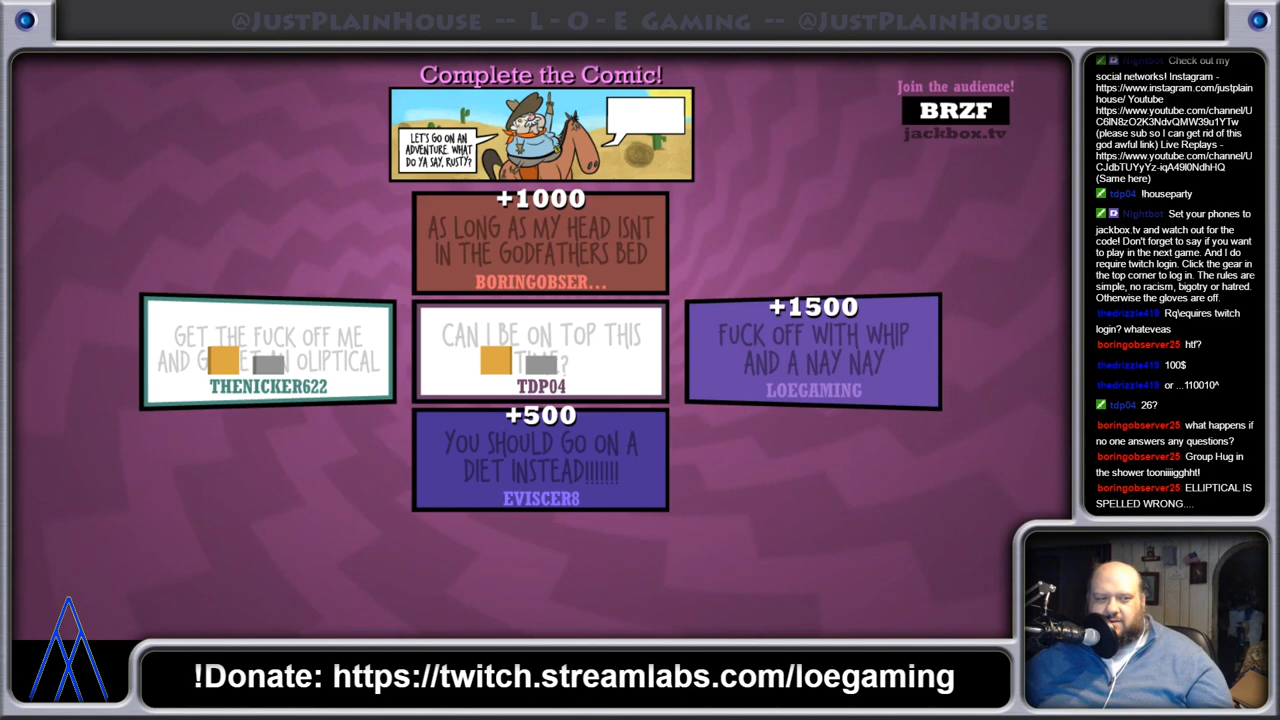 @JustPlainHouse -- L - O - E Gaming -- @JustPlainHouse
Complete the Comic!
LET'S GO ON AN
ADVENTURE. WHAT
DO YA SAY, RUSTY?
Join the audience!
BRZF
jackbox.tv
+1000
AS LONG AS MY HEAD ISNT
IN THE GODFATHERS BED
BORINGOBSER...
GET THE FUCK OFF ME
AND OLIPTICAL
THENICKER622
CAN I BE ON TOP THIS
TDP04
+1500
FUCK OFF WITH WHIP
AND A NAY NAY
LOEGAMING
+500
YOU SHOULD GO ON A
DIET INSTEAD!!!!!!!
EVISCER8
Nightbot Check out my
social networks! Instagram -
https://www.instagram.com/justplain
house/ Youtube
https://www.youtube.com/channel/U
C6lN8zO2K3NdvQMW39u1YTw
(please sub so I can get rid of this
god awful link) Live Replays -
https://www.youtube.com/channel/U
CJdbTUYyYz-iqA49l0NdhHQ
(Same here)
tdp04 !houseparty
Nightbot Set your phones to
jackbox.tv and watch out for the
code! Don't forget to say if you want
to play in the next game. And I do
require twitch login. Click the gear in
the top corner to log in. The rules are
simple, no racism, bigotry or hatred.
Otherwise the gloves are off.
thedrizzle419 Rq\equires twitch
login? whateveas
boringobserver25 htf?
thedrizzle419 100$
thedrizzle419 or ...110010^
tdp04 26?
boringobserver25 what happens if
no one answers any questions?
boringobserver25 Group Hug in
the shower tooniiiigghht!
boringobserver25 ELLIPTICAL IS
SPELLED WRONG....
!Donate: https://twitch.streamlabs.com/loegaming